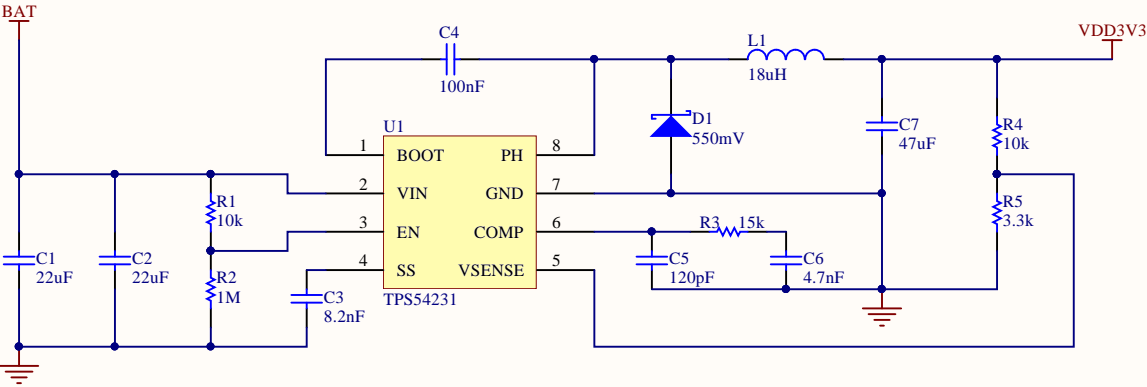 BAT
VDD3V3
C4
100nF
L1
18uH
D1
550mV
C7
47uF
R4
10k
R5
3.3k
U1
1 BOOT PH 8
2 VIN GND 7
3 EN COMP 6
4 SS VSENSE 5
TPS54231
R1
10k
R2
1M
C1
22uF
C2
22uF
C3
8.2nF
R3 15k
C5
120pF
C6
4.7nF